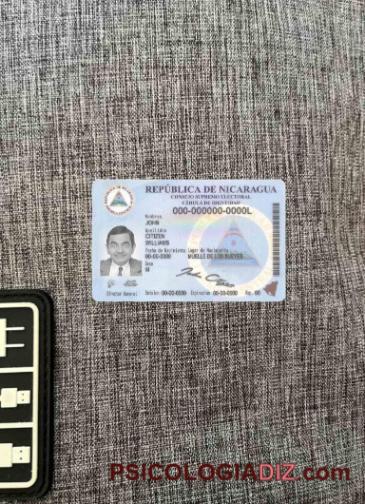 REPÚBLICA DE NICARAGUA
CONSEJO SUPREMO ELECTORAL
CÉDULA DE IDENTIDAD
000-000000-0000L
Nombres
JOHN
Apellidos
CITIZEN
WILLIAMS
Fecha de Nacimiento Lugar de Nacimiento
00-00-0000 MUELLE DE LOS BUEYES
Sexo
M
Director General Emisión: 00-00-0000 Expiración: 00-00-0000
PSICOLOGIADIZ.com